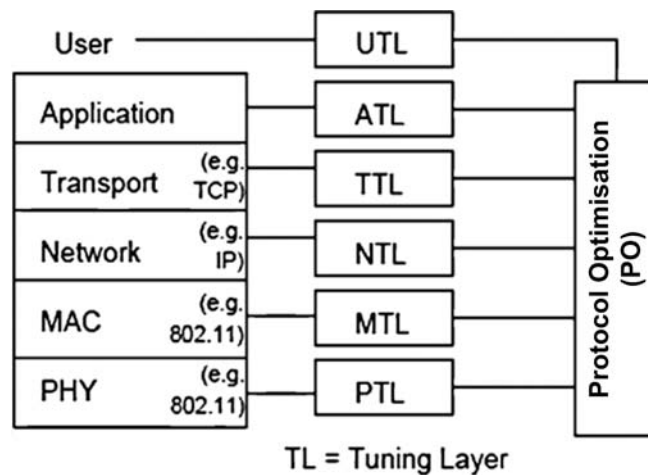 User
UTL
Application
ATL
Transport (e.g. TCP)
TTL
Network (e.g. IP)
NTL
MAC (e.g. 802.11)
MTL
PHY (e.g. 802.11)
PTL
Protocol Optimisation
(PO)
TL = Tuning Layer